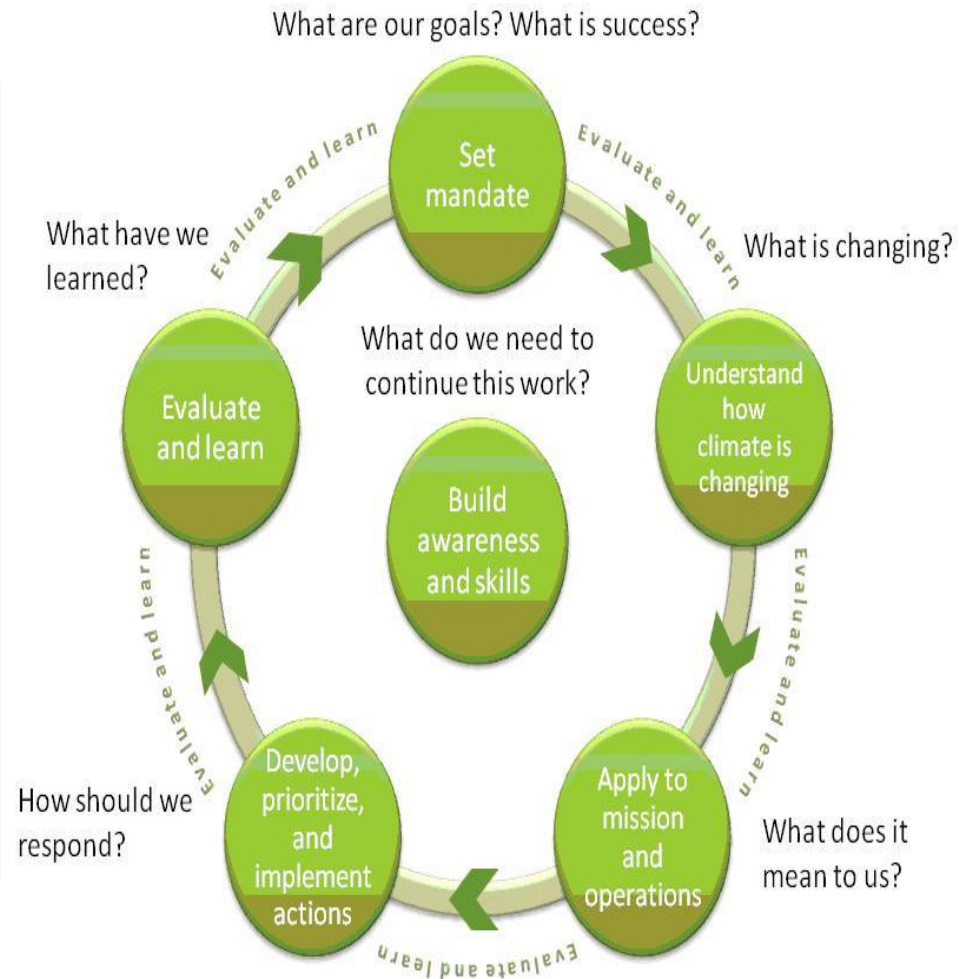 What are our goals? What is success?
Set
mandate
Evaluate and learn
What is changing?
Understand
how
climate is
changing
Evaluate and learn
What does it
mean to us?
Apply to
mission
and
operations
Evaluate and learn
How should we
respond?
Develop,
prioritize,
and
implement
actions
Evaluate and learn
What have we
learned?
Evaluate
and learn
Evaluate and learn
What do we need to
continue this work?
Build
awareness
and skills